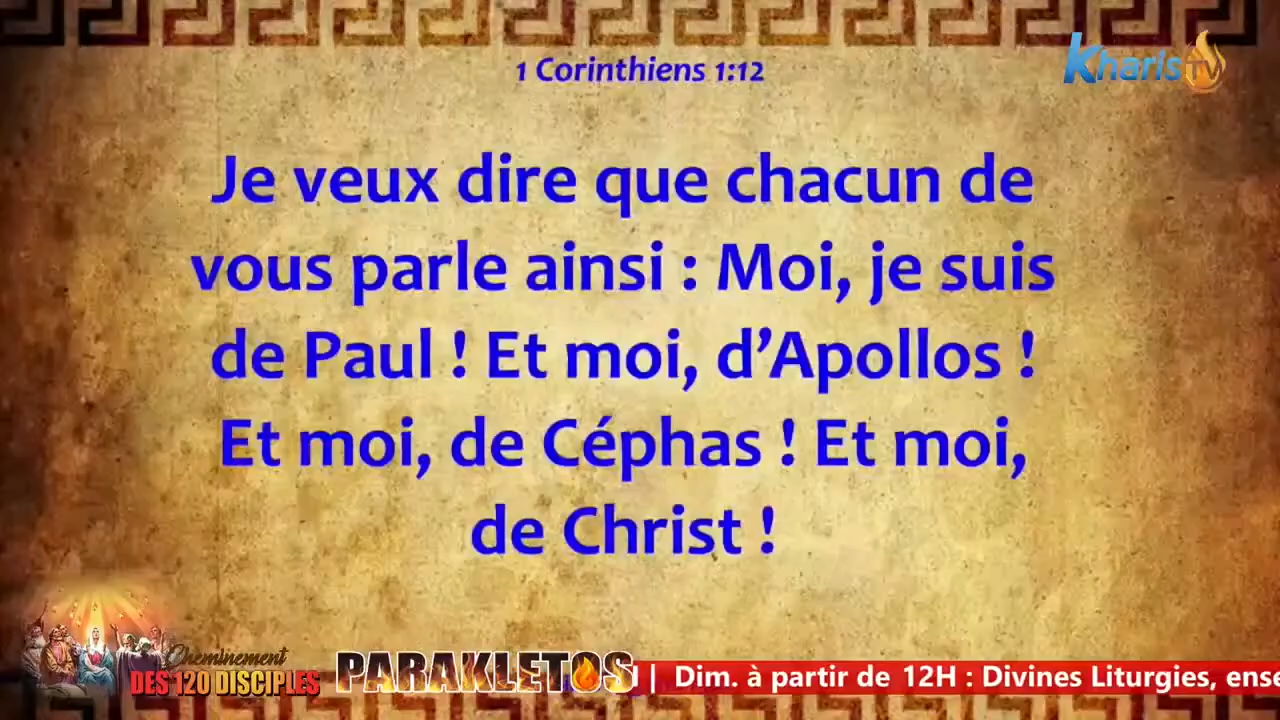 1 Corinthiens 1:12
Kharis TV
Je veux dire que chacun de
vous parle ainsi : Moi, je suis
de Paul ! Et moi, d’Apollos !
Et moi, de Céphas ! Et moi,
de Christ !
Cheminement
DES 120 DISCIPLES
PARAKLETOS
| Dim. à partir de 12H : Divines Liturgies, ense